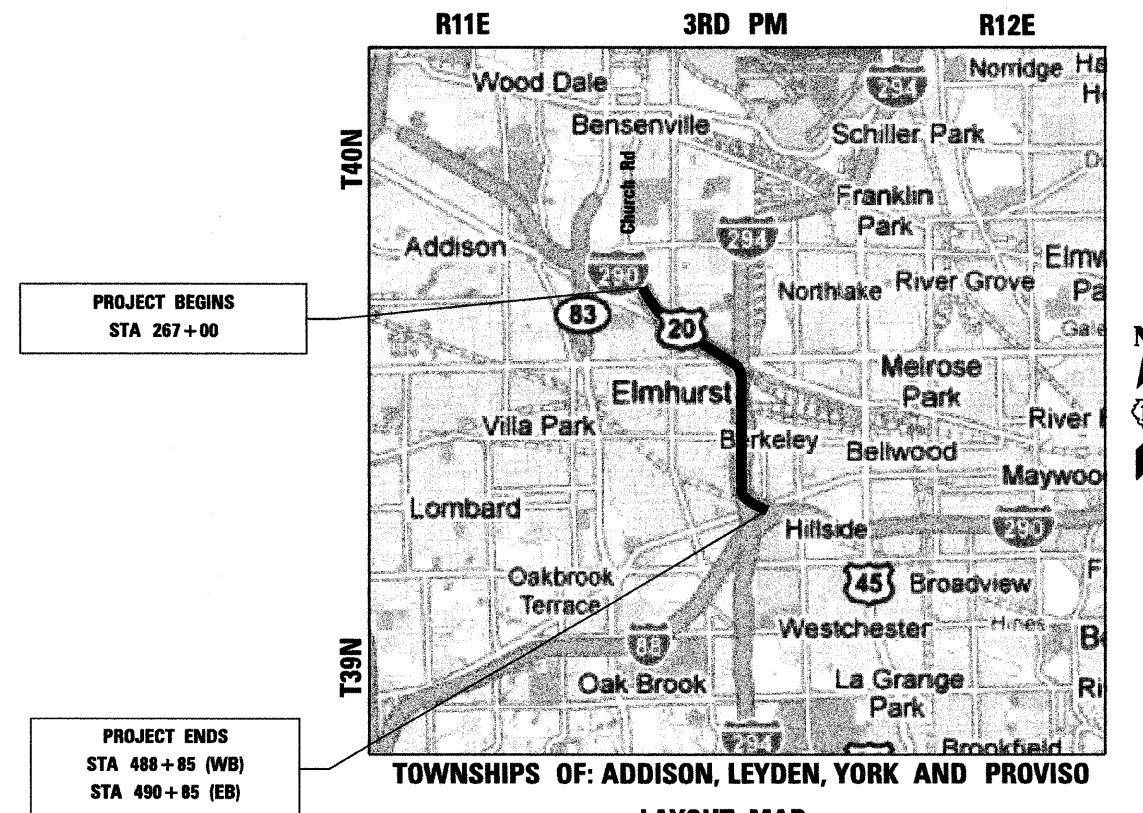 R11E 3RD PM R12E
Wood Dale
294
Norridge
Bensenville
Schiller Park
T40N
Church Rd
Franklin
Park
294
Addison
290
River Grove
Northlake
PROJECT BEGINS
STA 267+00
83
20
Melrose
Park
Elmhurst
Villa Park
Berkeley
Bellwood
Lombard
Hillside
290
Oakbrook
Terrace
45
Broadview
Westchester
Hines
T39N
88
Oak Brook
La Grange
Park
294
Brookfield
PROJECT ENDS
STA 488+85 (WB)
STA 490+85 (EB)
TOWNSHIPS OF: ADDISON, LEYDEN, YORK AND PROVISO